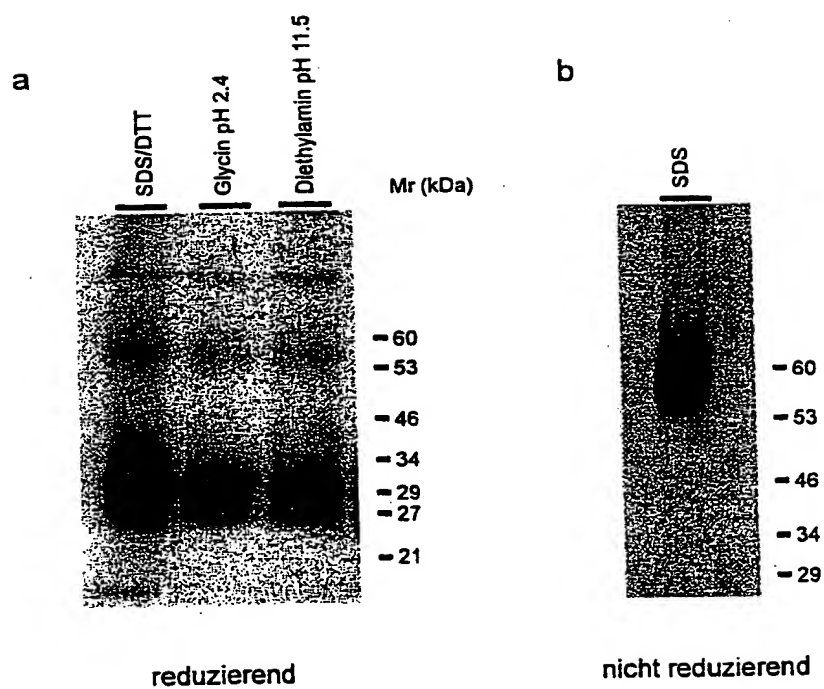 a
SDS/DTT
Glycin pH 2.4
Diethylamin pH 11.5
Mr (kDa)
60
53
46
34
29
27
21
reduzierend
b
SDS
60
53
46
34
29
nicht reduzierend